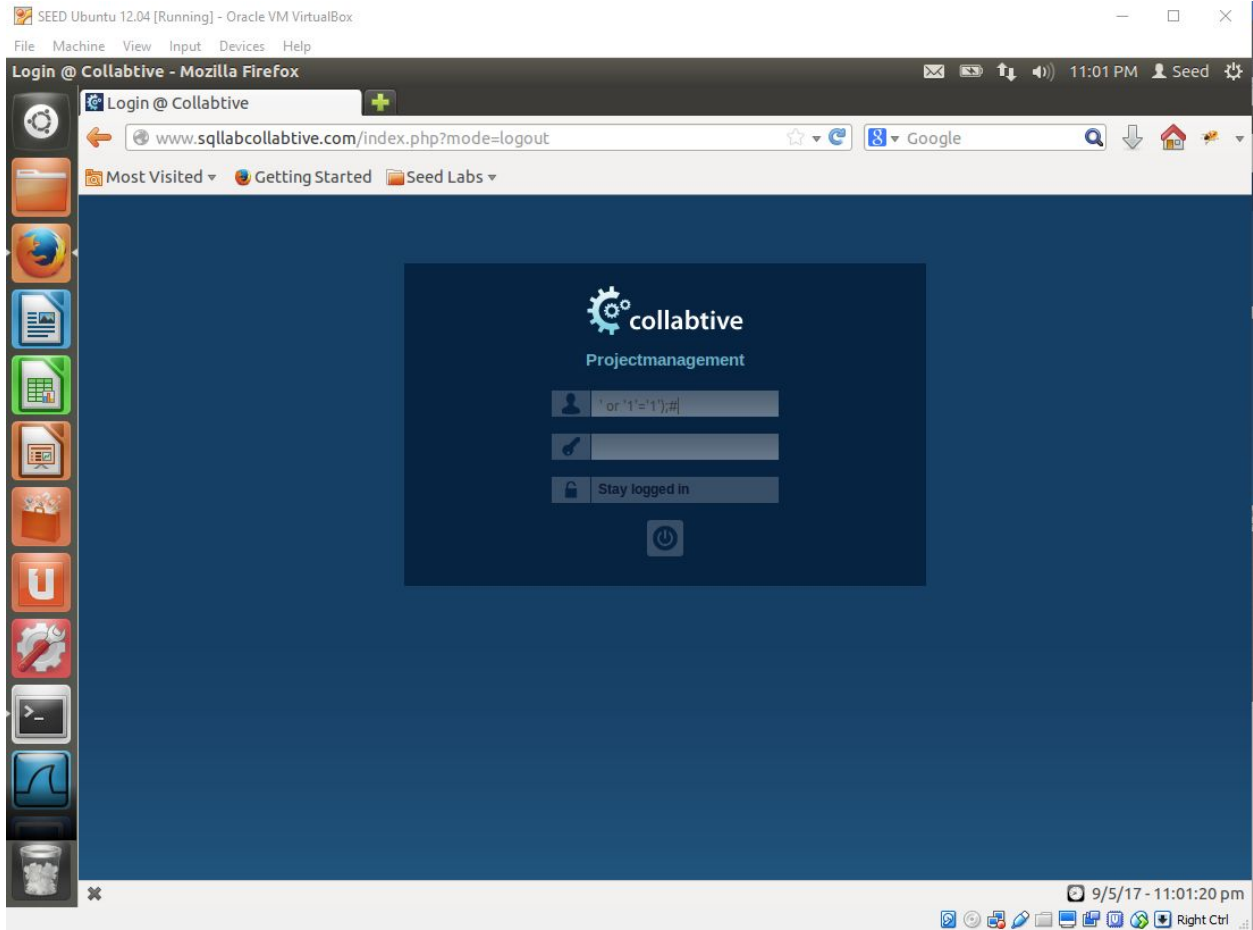 SEED Ubuntu 12.04 [Running] - Oracle VM VirtualBox
File Machine View Input Devices Help
Login @ Collabtive - Mozilla Firefox 11:01 PM Seed
Login @ Collabtive
www.sqllabcollabtive.com/index.php?mode=logout Google
Most Visited Getting Started Seed Labs
collabtive
Projectmanagement
' or '1'='1');#
Stay logged in
9/5/17 - 11:01:20 pm
Right Ctrl